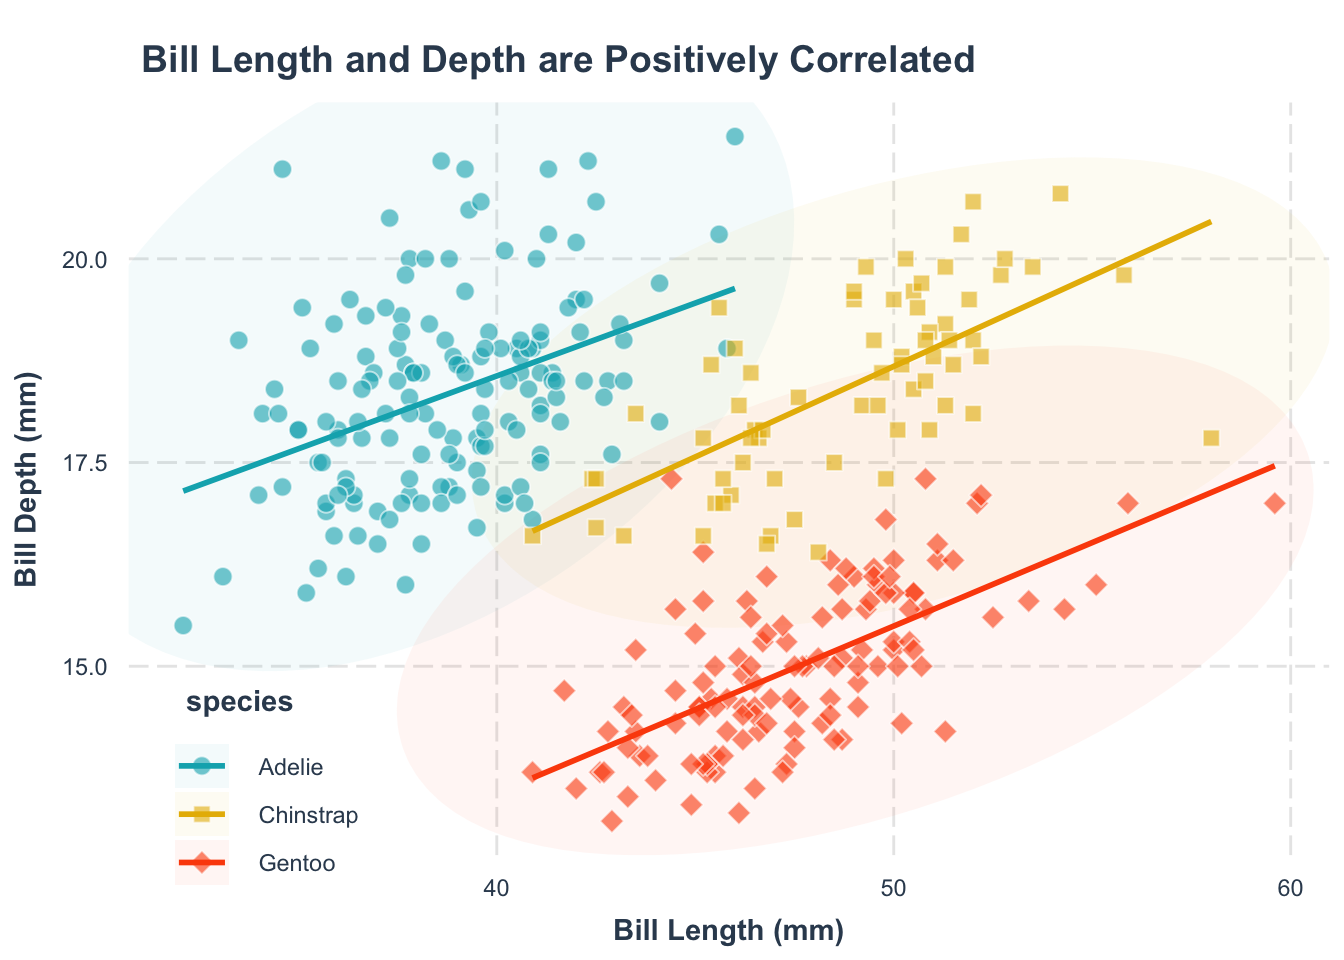 Bill Length and Depth are Positively Correlated
Bill Depth (mm)
20.0
17.5
15.0
species
Adelie
Chinstrap
Gentoo
40 50 60
Bill Length (mm)